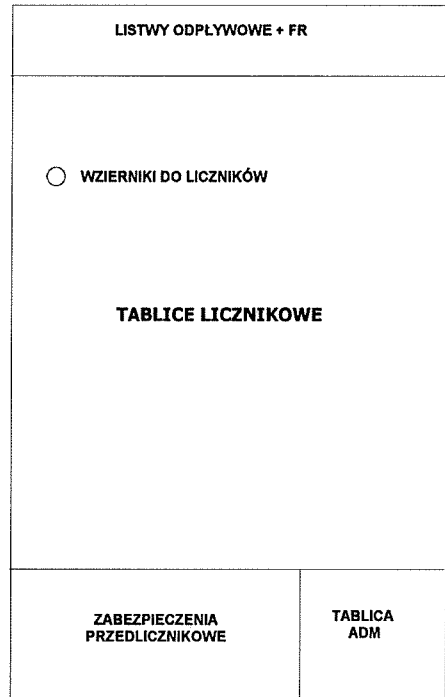 LISTWY ODPŁYWOWE + FR
WZIERNIKI DO LICZNIKÓW
TABLICE LICZNIKOWE
ZABEZPIECZENIA
PRZEDLICZNIKOWE
TABLICA
ADM